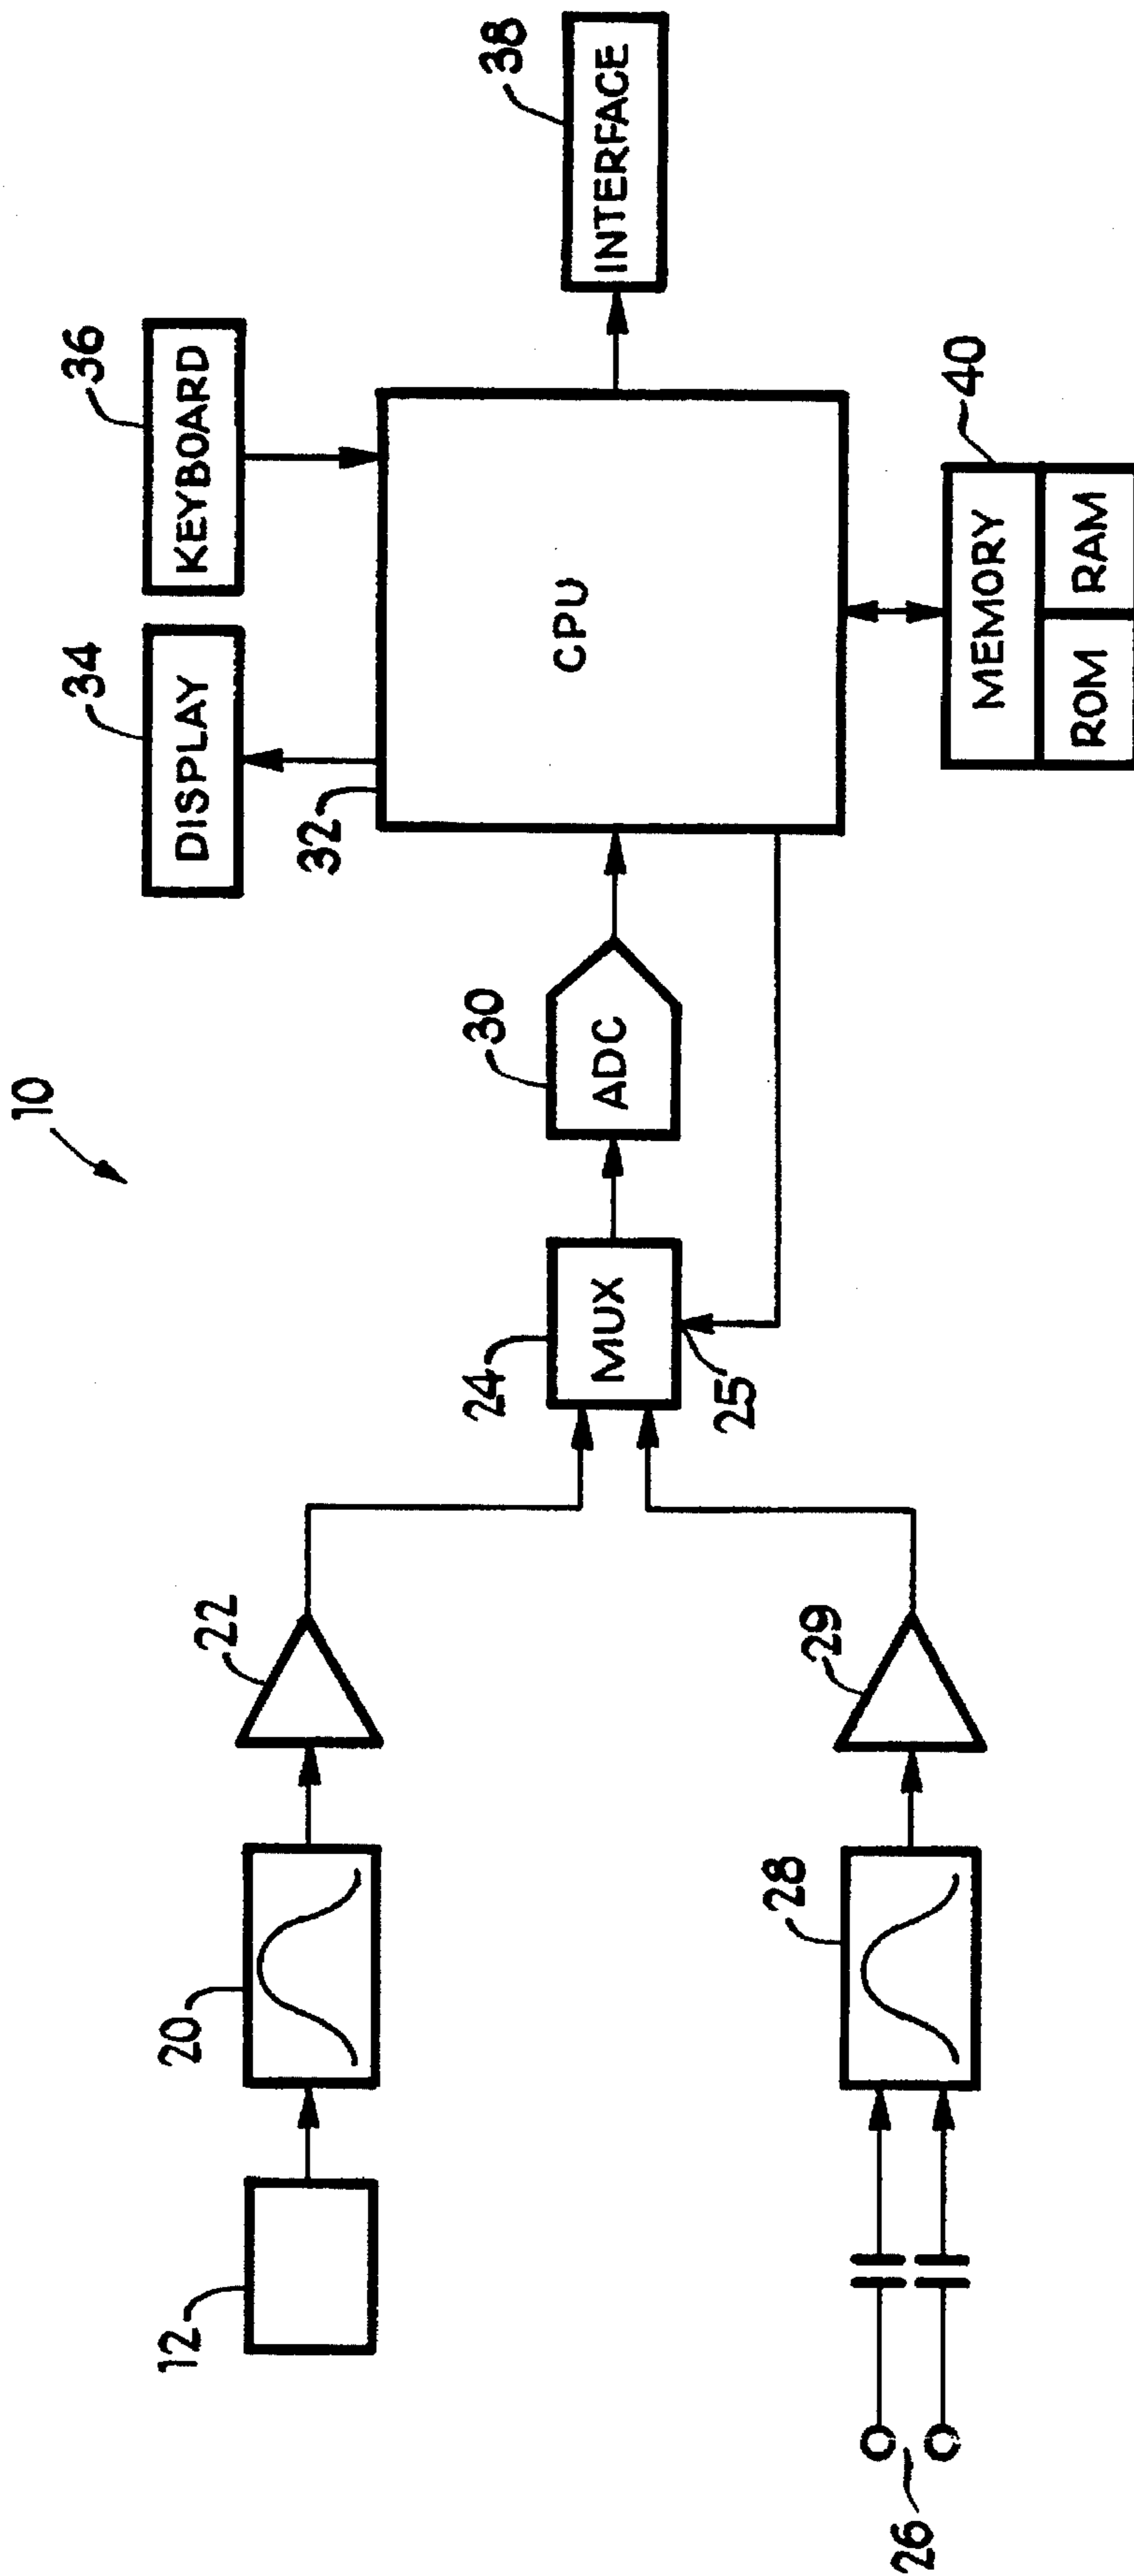 10
36
KEYBOARD
34
DISPLAY
38
INTERFACE
32
CPU
40
MEMORY
ROM
RAM
30
ADC
24
MUX
25
22
20
12
29
28
26